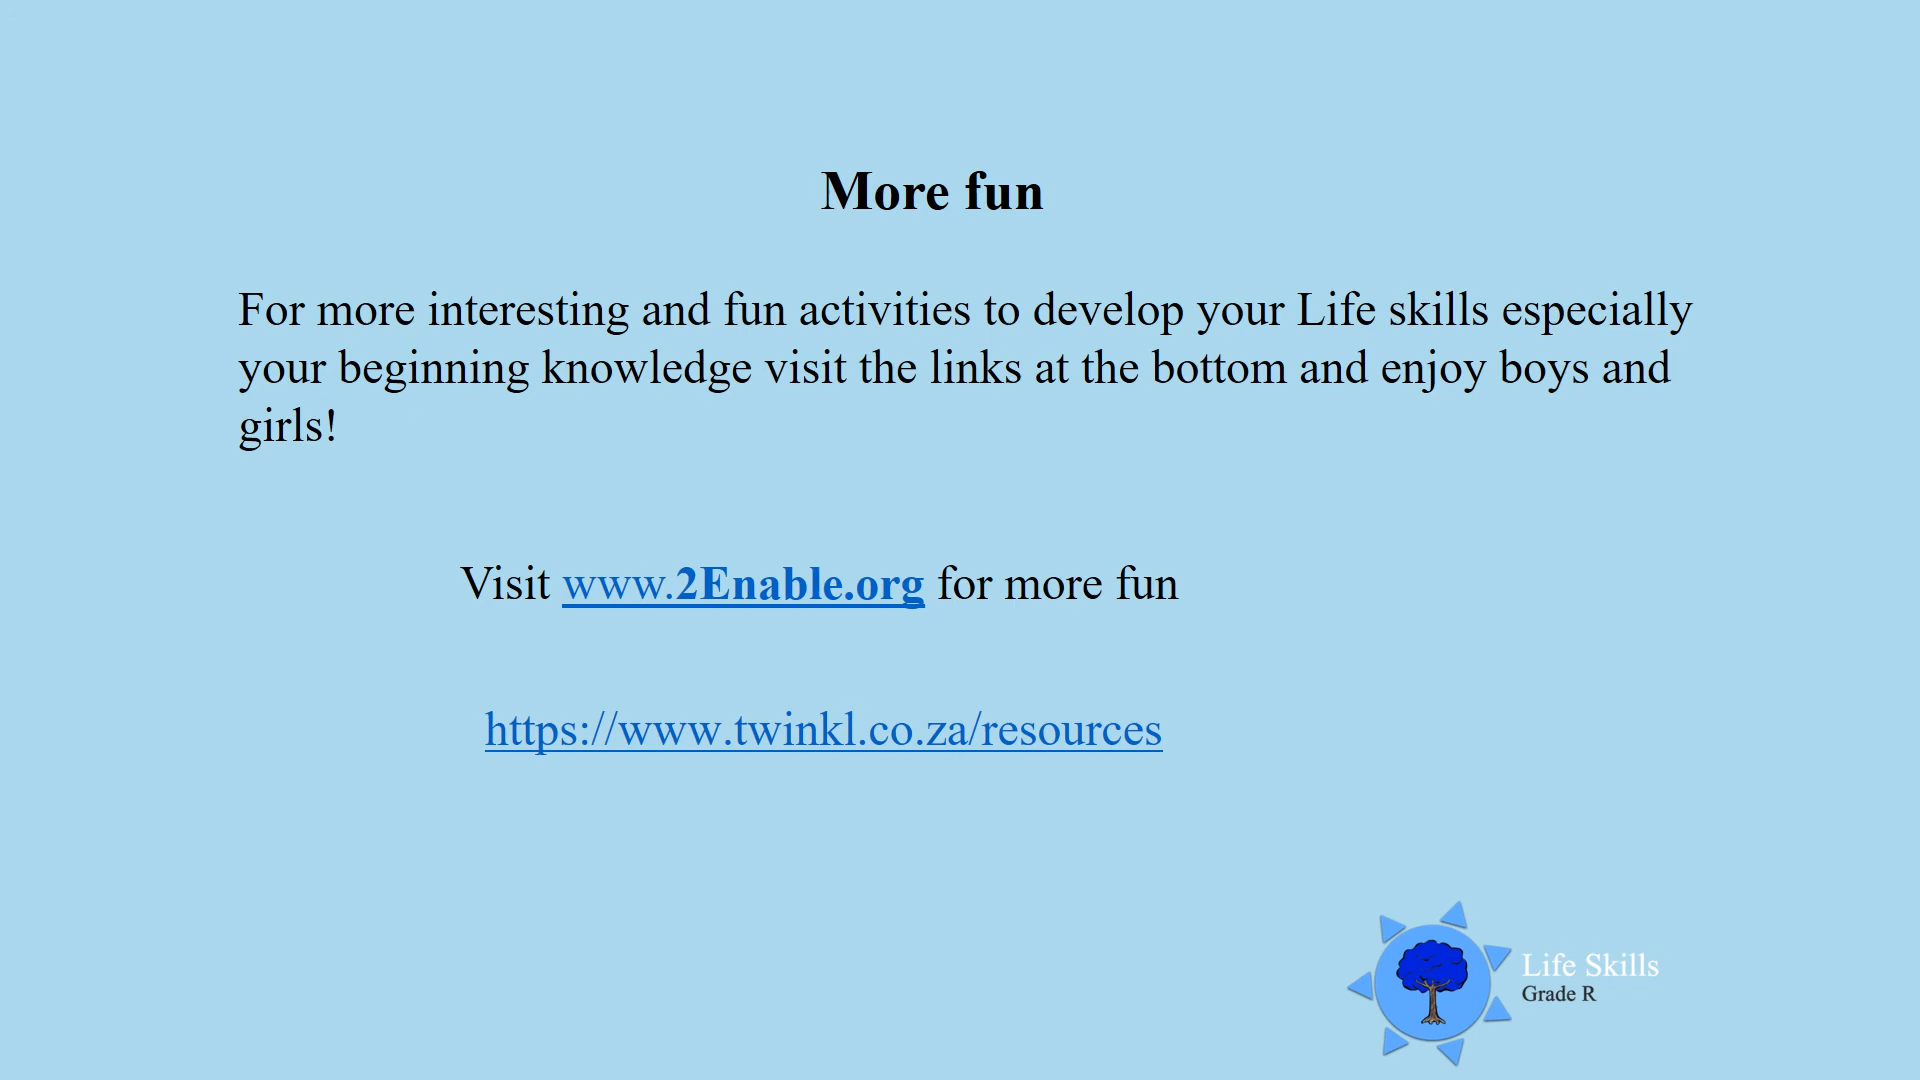 More fun
For more interesting and fun activities to develop your Life skills especially
your beginning knowledge visit the links at the bottom and enjoy boys and
girls!
Visit www.2Enable.org for more fun
https://www.twinkl.co.za/resources
Life Skills
Grade R